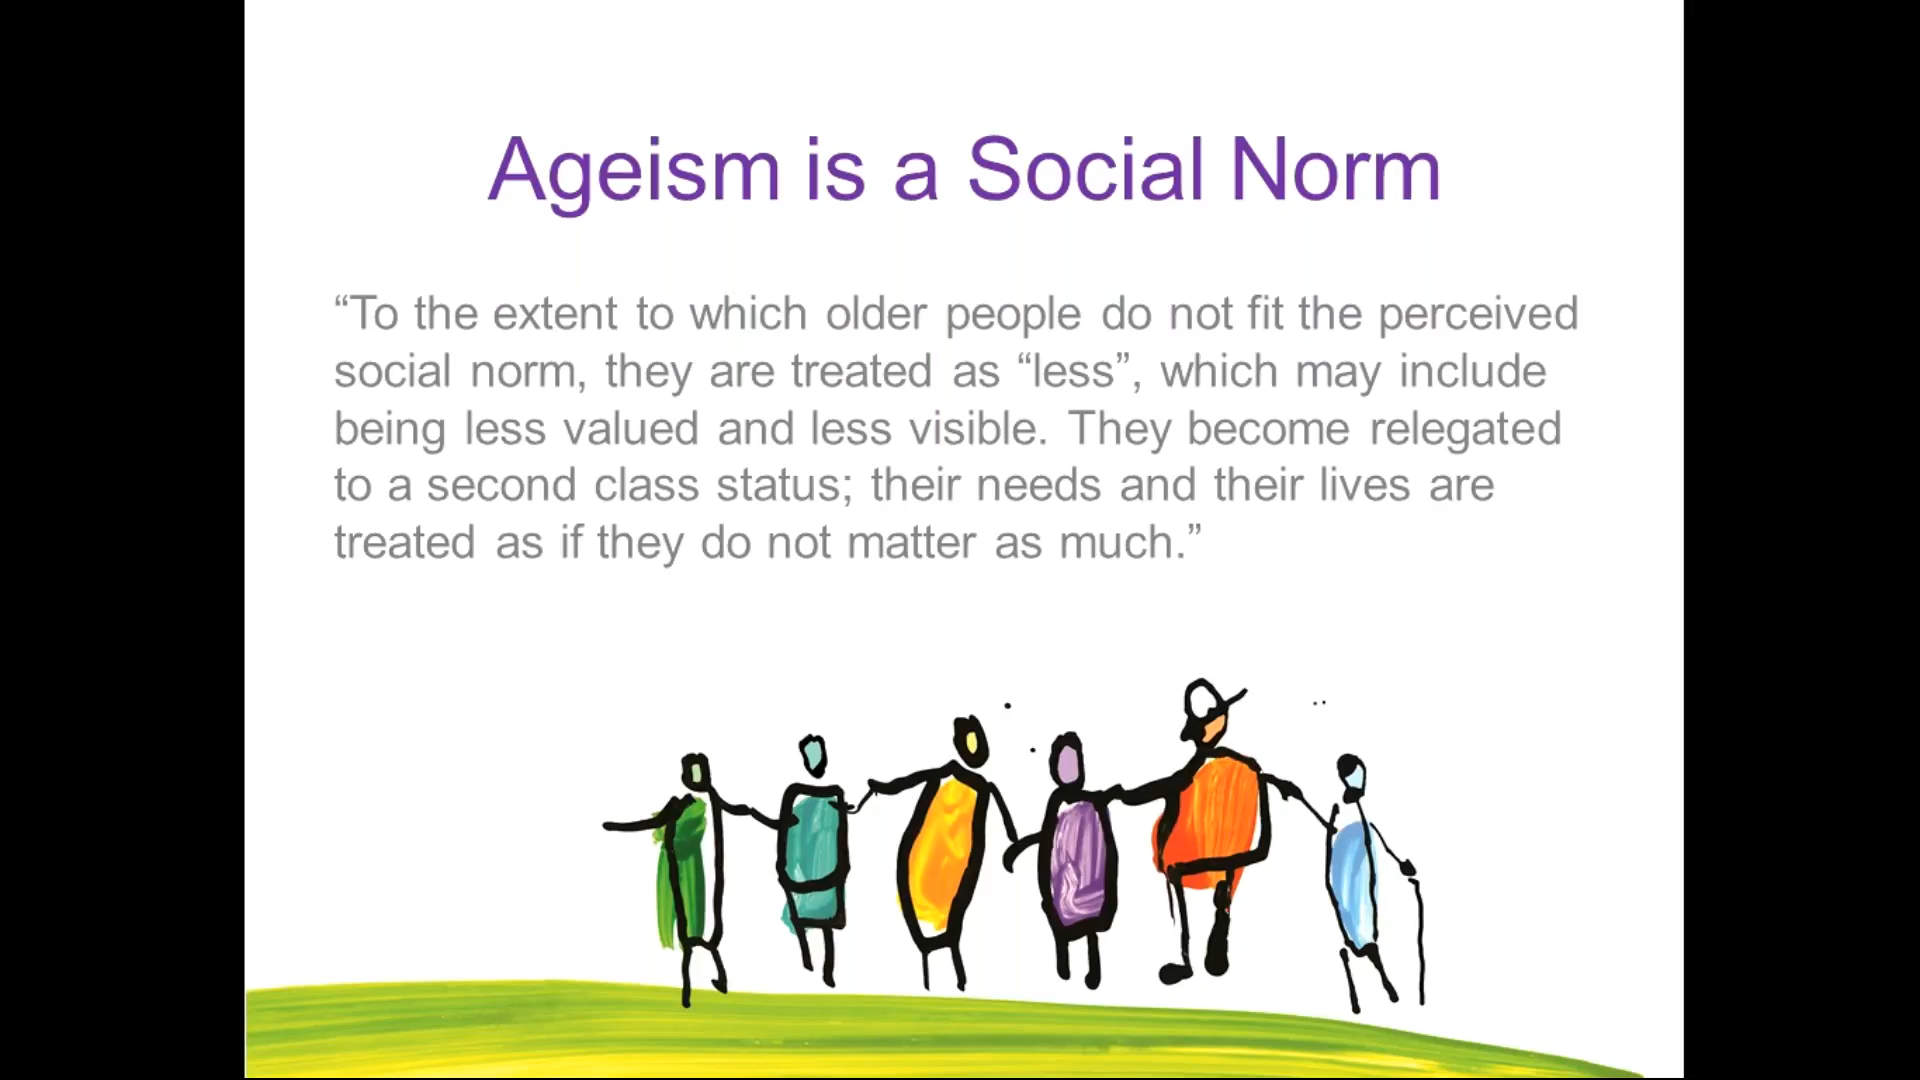 Ageism is a Social Norm
“To the extent to which older people do not fit the perceived
social norm, they are treated as “less”, which may include
being less valued and less visible. They become relegated
to a second class status; their needs and their lives are
treated as if they do not matter as much.”